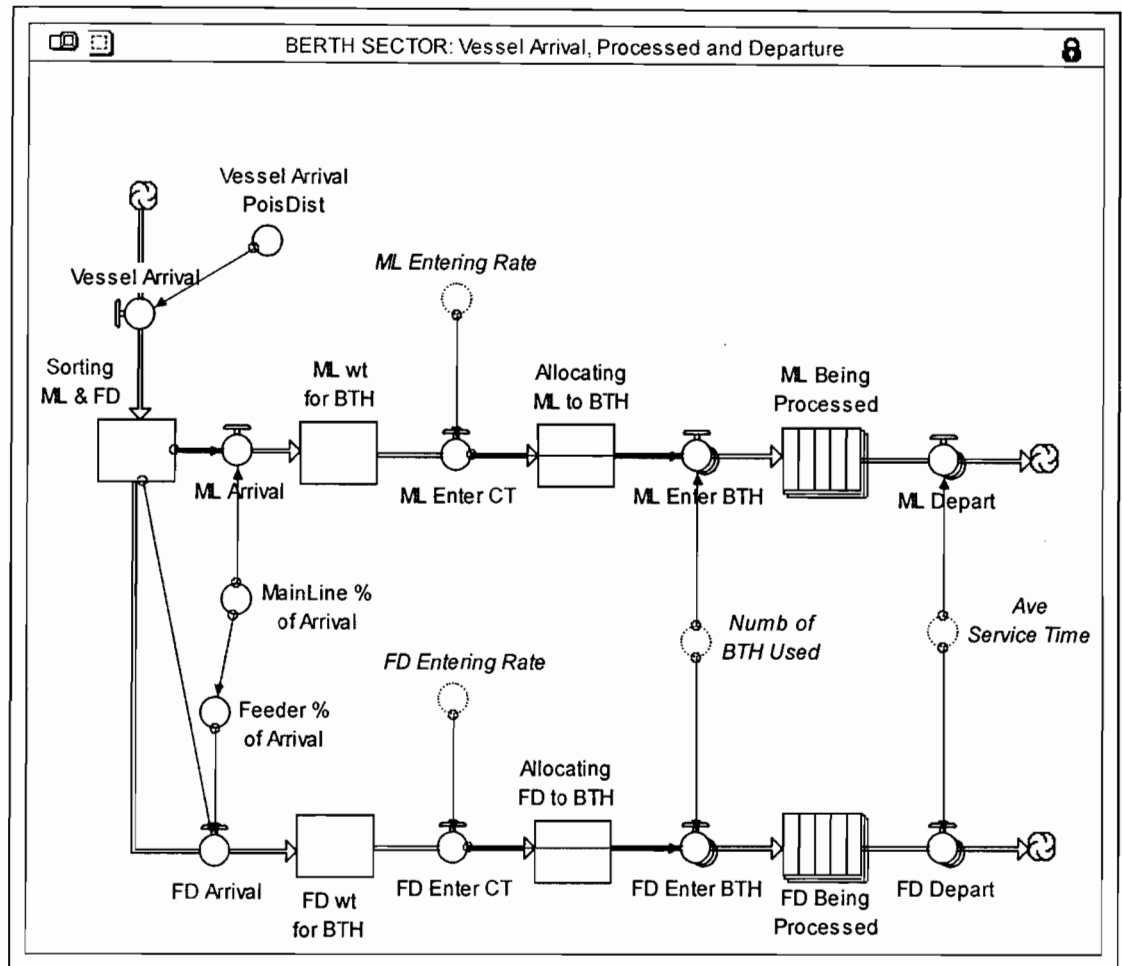 BERTH SECTOR: Vessel Arrival, Processed and Departure
Vessel Arrival
PoisDist
Vessel Arrival
ML Entering Rate
Sorting
ML & FD
ML wt
for BTH
Allocating
ML to BTH
ML Being
Processed
ML Arrival
ML Enter CT
ML Enter BTH
ML Depart
MainLine %
of Arrival
Numb of
BTH Used
Ave
Service Time
FD Entering Rate
Feeder %
of Arrival
Allocating
FD to BTH
FD Arrival
FD wt
for BTH
FD Enter CT
FD Enter BTH
FD Being
Processed
FD Depart